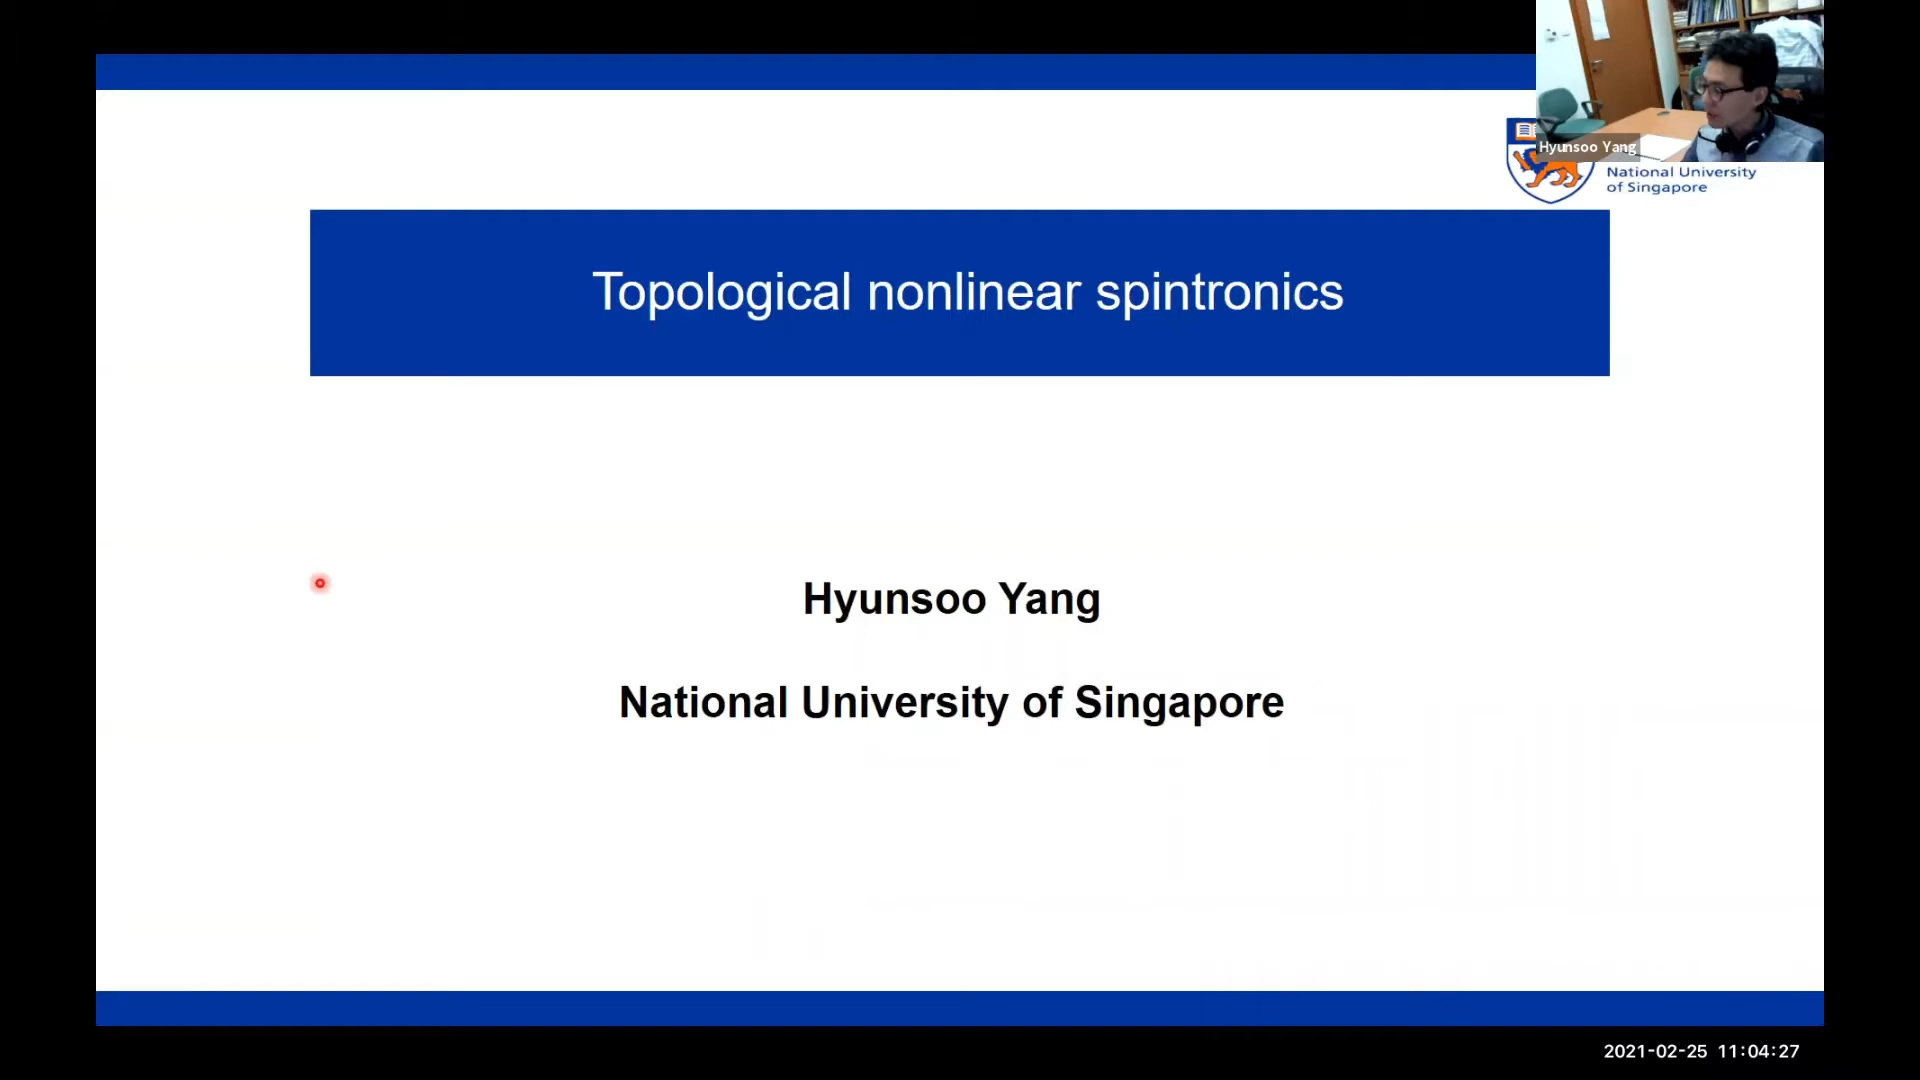 Hyunsoo Yang
National University
of Singapore
Topological nonlinear spintronics
Hyunsoo Yang
National University of Singapore
2021-02-25 11:04:27